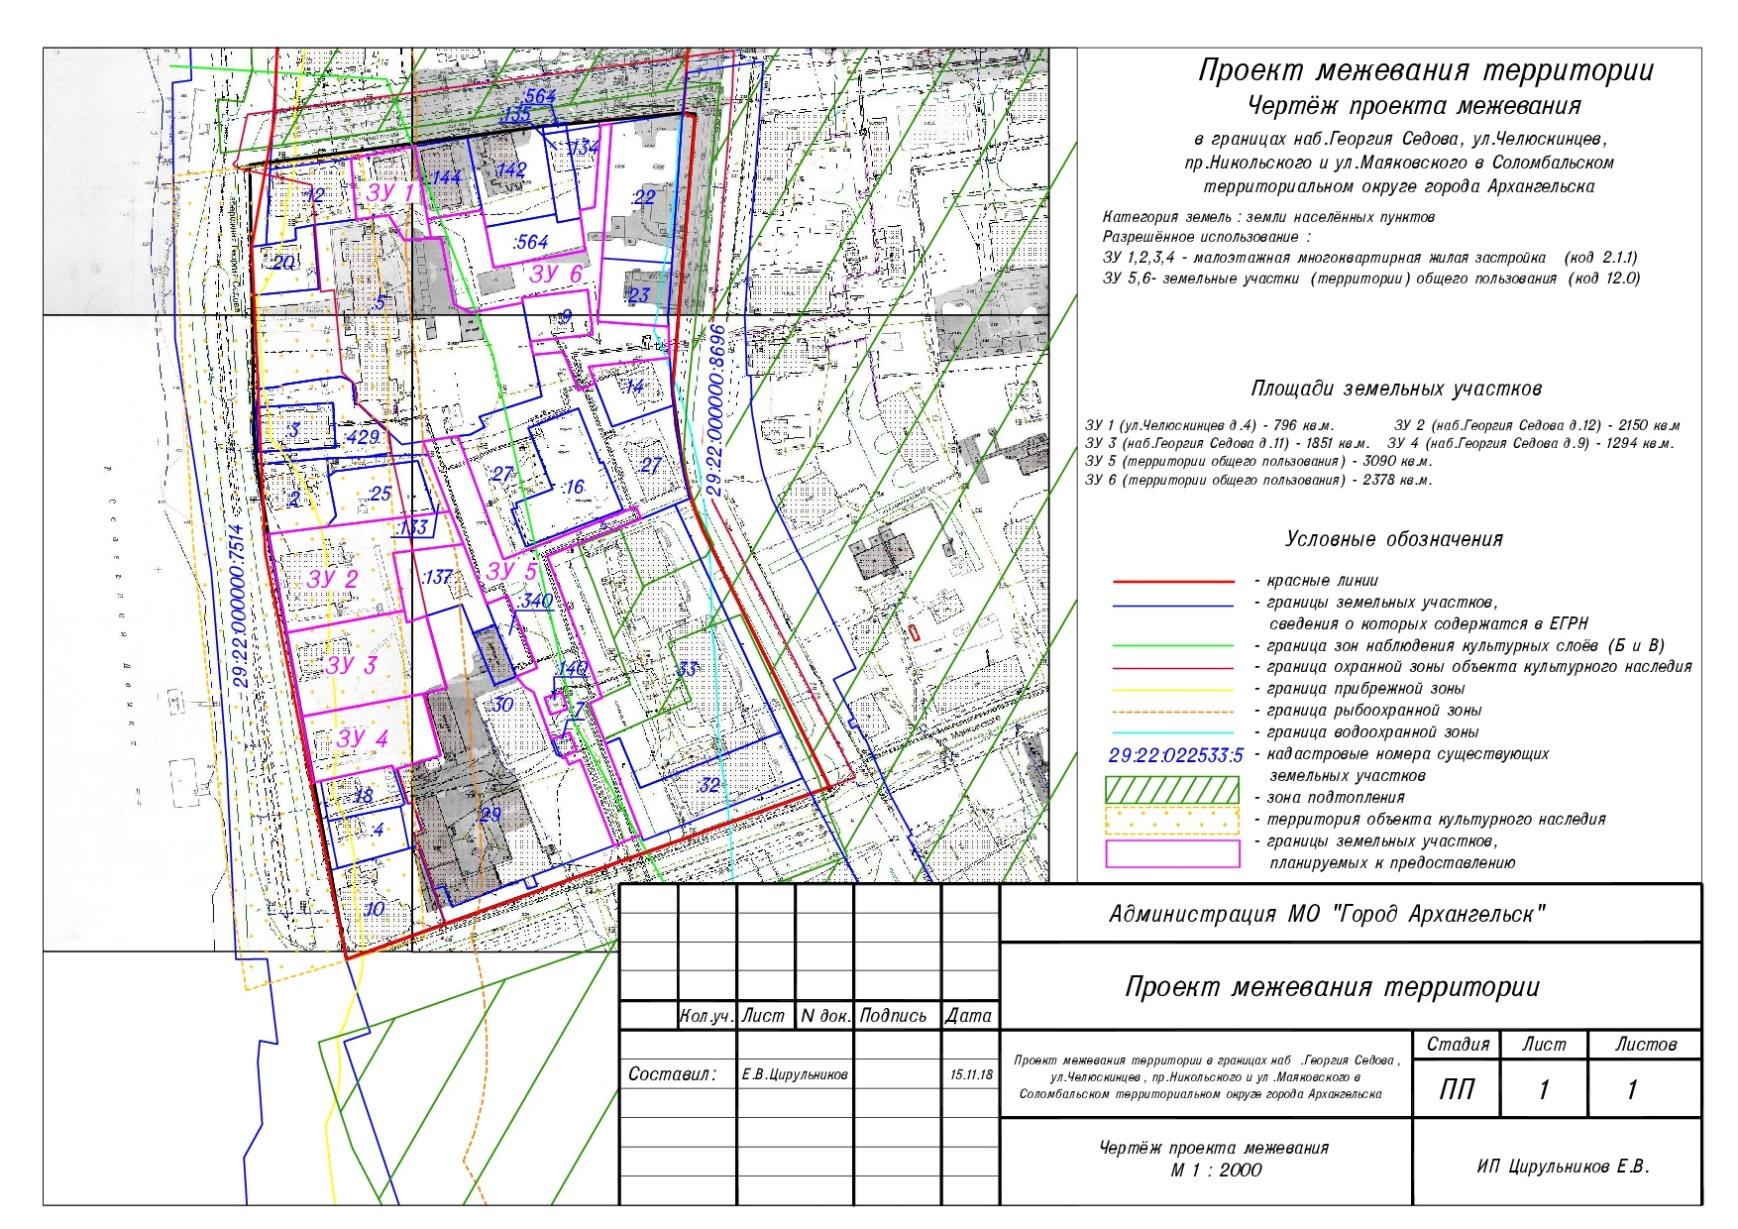 Проект межевания территории
Чертёж проекта межевания
в границах наб.Георгия Седова, ул.Челюскинцев,
пр.Никольского и ул.Маяковского в Соломбальском
территориальном округе города Архангельска
Категория земель : земли населённых пунктов
Разрешённое использование :
ЗУ 1,2,3,4 - малоэтажная многоквартирная жилая застройка (код 2.1.1)
ЗУ 5,6- земельные участки (территории) общего пользования (код 12.0)
Площади земельных участков
ЗУ 1 (ул.Челюскинцев д.4) - 796 кв.м. ЗУ 2 (наб.Георгия Седова д.12) - 2150 кв.м
ЗУ 3 (наб.Георгия Седова д.11) - 1851 кв.м. ЗУ 4 (наб.Георгия Седова д.9) - 1294 кв.м.
ЗУ 5 (территории общего пользования) - 3090 кв.м.
ЗУ 6 (территории общего пользования) - 2378 кв.м.
Условные обозначения
- красные линии
- границы земельных участков,
сведения о которых содержатся в ЕГРН
- граница зон наблюдения культурных слоёв (Б и В)
- граница охранной зоны объекта культурного наследия
- граница прибрежной зоны
- граница рыбоохранной зоны
- граница водоохранной зоны
29:22:022533:5 - кадастровые номера существующих
земельных участков
- зона подтопления
- территория объекта культурного наследия
- границы земельных участков,
планируемых к предоставлению
:564
:135
:134
:142
:144
:12
ЗУ 1
:22
:564
:20
ЗУ 6
:5
:23
:9
29:22:000000:8696
:14
:3
:429
:27
:27
:16
:2
:25
:133
29:22:000000:7514
ЗУ 2
:137
ЗУ 5
:340
ЗУ 3
:140
:33
:30
:7
ЗУ 4
ул. Маяковского
:18
:32
:4
:29
:10
Администрация МО "Город Архангельск"
Проект межевания территории
Кол.уч. Лист N док. Подпись Дата
Составил: Е.В.Цирульников 15.11.18
Проект межевания территории в границах наб .Георгия Седова ,
ул.Челюскинцев , пр.Никольского и ул .Маяковского в
Соломбальском территориальном округе города Архангельска
Стадия Лист Листов
ПП 1 1
Чертёж проекта межевания
М 1 : 2000
ИП Цирульников Е.В.